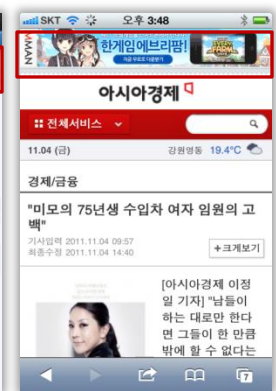 SKT 오후 3:48
한게임 에브리팜!
EVERY FARM
아시아경제
전체서비스
11.04 (금) 강원영동 19.4°C
경제/금융
"미모의 75년생 수입차 여자 임원의 고
백"
기사입력 2011.11.04 09:57
최종수정 2011.11.04 14:40
+크게보기
[아시아경제 이정
일 기자] "남들이
하는 대로만 한다
면 그들이 한 만큼
밖에 할 수 없다는
7